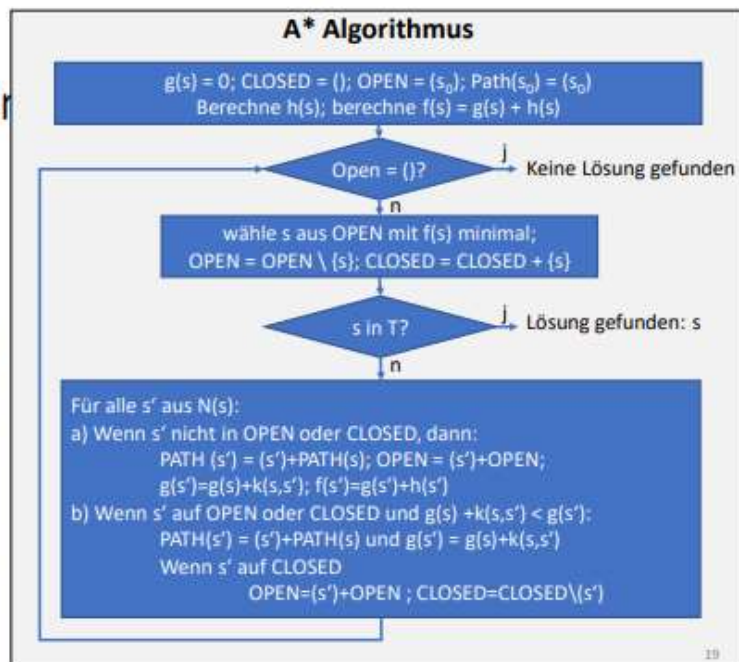 A* Algorithmus
g(s) = 0; CLOSED = (); OPEN = (s₀); Path(s₀) = (s₀)
Berechne h(s); berechne f(s) = g(s) + h(s)
Open = ()?
j
Keine Lösung gefunden
n
wähle s aus OPEN mit f(s) minimal;
OPEN = OPEN \ {s}; CLOSED = CLOSED + {s}
s in T?
j
Lösung gefunden: s
n
Für alle s' aus N(s):
a) Wenn s' nicht in OPEN oder CLOSED, dann:
PATH (s') = (s')+PATH(s); OPEN = (s')+OPEN;
g(s')=g(s)+k(s,s'); f(s')=g(s')+h(s')
b) Wenn s' auf OPEN oder CLOSED und g(s) +k(s,s') < g(s'):
PATH(s') = (s')+PATH(s) und g(s') = g(s)+k(s,s')
Wenn s' auf CLOSED
OPEN=(s')+OPEN ; CLOSED=CLOSED\(s')
19